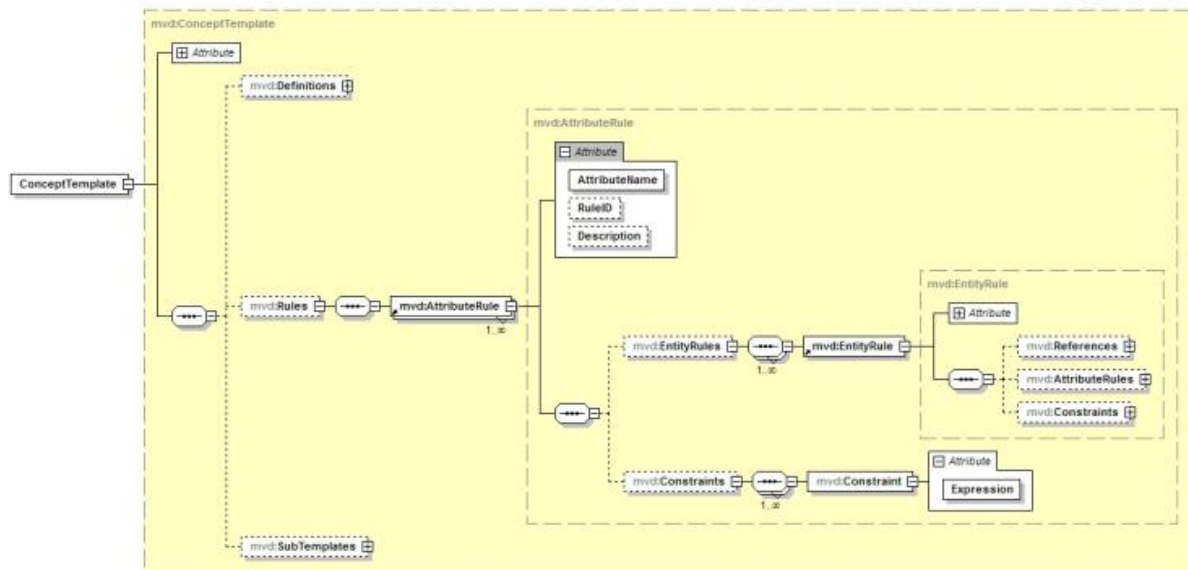 mvd:ConceptTemplate
Attribute
mvd:Definitions
mvd:AttributeRule
Attribute
AttributeName
RuleID
Description
ConceptTemplate
mvd:Rules
mvd:AttributeRule
1..∞
mvd:EntityRule
Attribute
mvd:EntityRules
1..∞
mvd:EntityRule
mvd:References
mvd:AttributeRules
mvd:Constraints
mvd:Constraints
1..∞
mvd:Constraint
Attribute
Expression
mvd:SubTemplates